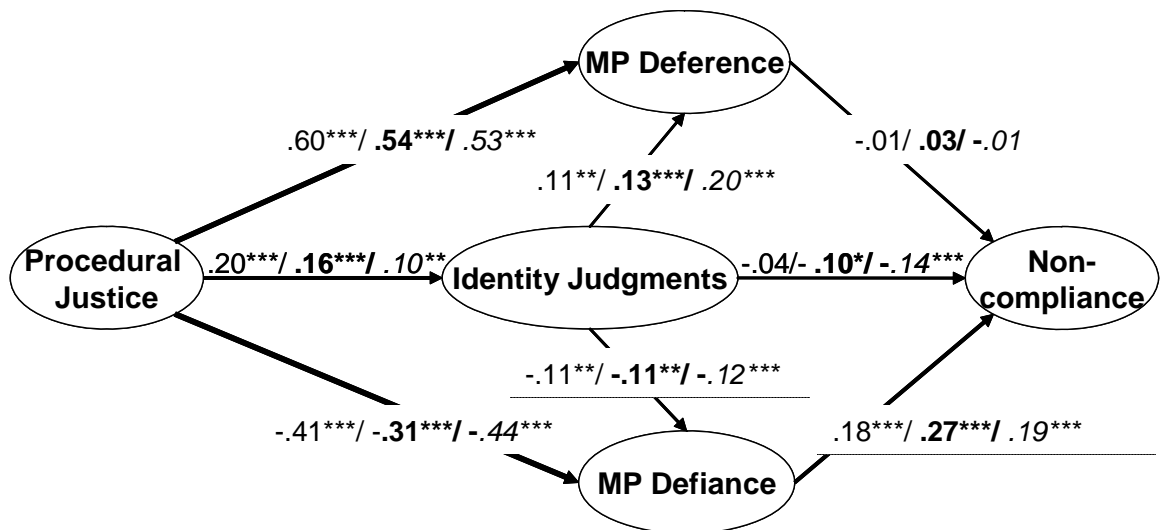 MP Deference
.60***/ .54***/ .53***
-.01/ .03/ -.01
.11**/ .13***/ .20***
Procedural
Justice
.20***/ .16***/ .10**
Identity Judgments
-.04/- .10*/ -.14***
Non-
compliance
-.11**/ -.11**/ -.12***
-.41***/ -.31***/ -.44***
.18***/ .27***/ .19***
MP Defiance